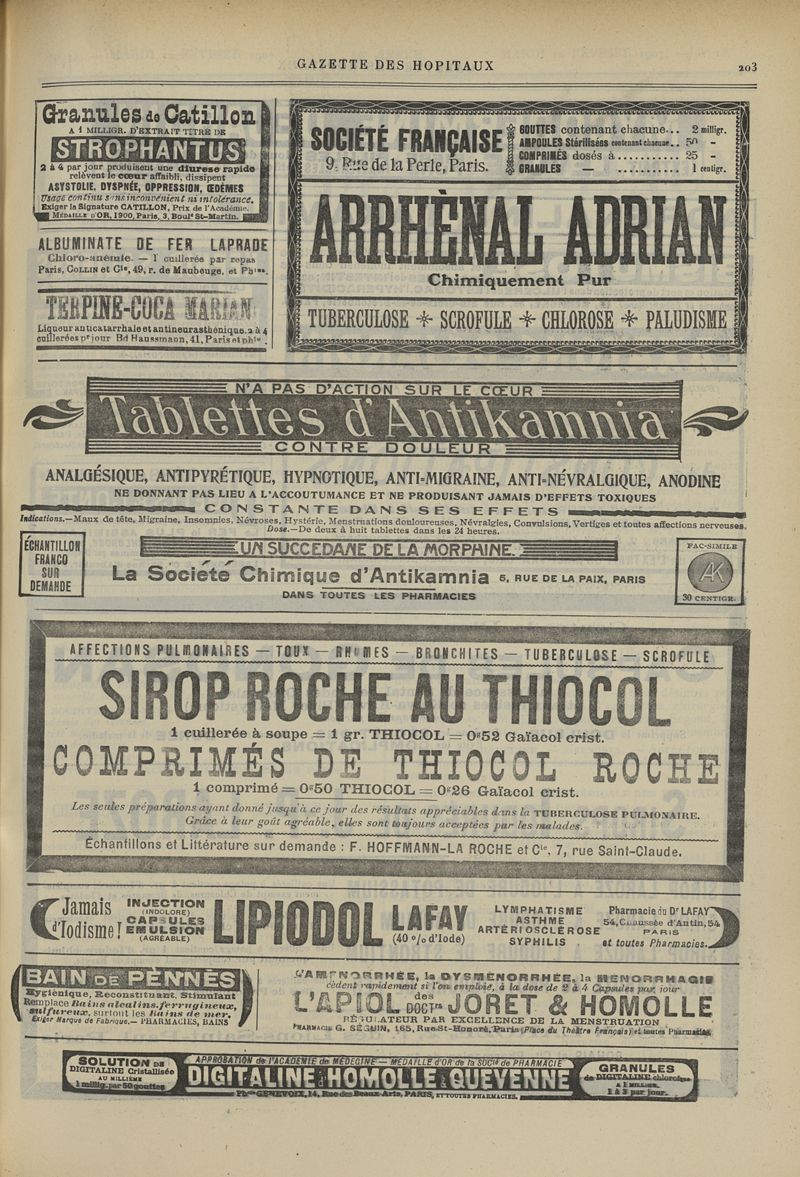 GAZETTE DES HOPITAUX
203
Granules de Catillon
A 1 MILLIGR. D'EXTRAIT TITRÉ DE
STROPHANTUS
2 à 4 par jour produisent une diurèse rapide
relèvent le cœur affaibli, dissipent
ASYSTOLIE, DYSPNÉE, OPPRESSION, ŒDÈMES
Usage continu sans inconvénient ni intolérance.
Exiger la Signature CATILLON, Prix de l'Académie.
MÉDAILLE D'OR, 1900, Paris, 3, Boulᵈ St-Martin.
ALBUMINATE DE FER LAPRADE
Chloro-anémie. — 1 cuillerée par repas
Paris, COLLIN et Cⁱᵉ, 49, r. de Maubeuge, et Phⁱᵉˢ.
TERPINE-COCA MARIANI
Liqueur anticatarrhale et antineurasthénique. 2 à 4
cuillerées pʳ jour Bd Haussmann, 41, Paris et phⁱᵉ.
SOCIÉTÉ FRANÇAISE
9, Rue de la Perle, Paris.
GOUTTES contenant chacune... 2 milligr.
AMPOULES Stérilisées contenant chacune.. 50 -
COMPRIMÉS dosés à........... 25 -
GRANULES — ........... 1 centigr.
ARRHÈNAL ADRIAN
Chimiquement Pur
TUBERCULOSE * SCROFULE * CHLOROSE * PALUDISME
N'A PAS D'ACTION SUR LE CŒUR
Tablettes d'Antikamnia
CONTRE DOULEUR
ANALGÉSIQUE, ANTIPYRÉTIQUE, HYPNOTIQUE, ANTI-MIGRAINE, ANTI-NÉVRALGIQUE, ANODINE
NE DONNANT PAS LIEU A L'ACCOUTUMANCE ET NE PRODUISANT JAMAIS D'EFFETS TOXIQUES
CONSTANTE DANS SES EFFETS
Indications.—Maux de tête, Migraine, Insomnies, Névroses, Hystérie, Menstruations douloureuses, Névralgies, Convulsions, Vertiges et toutes affections nerveuses.
Dose.—De deux à huit tablettes dans les 24 heures.
ÉCHANTILLON
FRANCO
SUR
DEMANDE
UN SUCCEDANE DE LA MORPHINE.
La Société Chimique d'Antikamnia 5, RUE DE LA PAIX, PARIS
DANS TOUTES LES PHARMACIES
FAC-SIMILE
AK
30 CENTIGR.
AFFECTIONS PULMONAIRES — TOUX — RHUMES — BRONCHITES — TUBERCULOSE — SCROFULE
SIROP ROCHE AU THIOCOL
1 cuillerée à soupe = 1 gr. THIOCOL = 0ᵍ52 Gaïacol crist.
COMPRIMÉS DE THIOCOL ROCHE
1 comprimé = 0ᵍ50 THIOCOL = 0ᵍ26 Gaïacol crist.
Les seules préparations ayant donné jusqu'à ce jour des résultats appréciables dans la TUBERCULOSE PULMONAIRE.
Grâce à leur goût agréable, elles sont toujours acceptées par les malades.
Échantillons et Littérature sur demande : F. HOFFMANN-LA ROCHE et Cⁱᵉ, 7, rue Saint-Claude.
Jamais
d'Iodisme!
INJECTION
(INDOLORE)
CAPSULES
EMULSION
(AGRÉABLE)
LIPIODOL LAFAY
(40 % d'Iode)
LYMPHATISME
ASTHME
ARTÉRIOSCLÉROSE
SYPHILIS
Pharmacie du Dʳ LAFAY
54, Chaussée d'Antin, 54
PARIS
et toutes Pharmacies.
BAIN DE PENNÈS
Hygiénique, Reconstituant, Stimulant
Remplace Bains alcalins, ferrugineux,
sulfureux, surtout les Bains de mer.
Exiger Marque de Fabrique.— PHARMACIES, BAINS
L'AMENORRHÉE, la DYSMÉNORRHÉE, la MENORRHAGIE
cèdent rapidement si l'on emploie, à la dose de 2 à 4 Capsules par jour
L'APIOL des DOCTʳˢ JORET & HOMOLLE
RÉGULATEUR PAR EXCELLENCE DE LA MENSTRUATION
PHARMACIE G. SÉGUIN, 165, Rue St-Honoré, Paris (Place du Théâtre Français) et toutes Pharmacies
SOLUTION DE
DIGITALINE Cristallisée
AU MILLIÈME
1 millig. par 50 gouttes
APPROBATION de l'ACADÉMIE de MÉDECINE — MÉDAILLE D'OR de la SOCᵗᵉ de PHARMACIE
DIGITALINE HOMOLLE & QUEVENNE
Phᵃʳᶦᵉ GENEVOIX, 14, Rue des Beaux-Arts, PARIS, ET TOUTES PHARMACIES.
GRANULES
de DIGITALINE chlorofᵐᵉ
A 1 MILLIGR.
1 à 3 par jour.